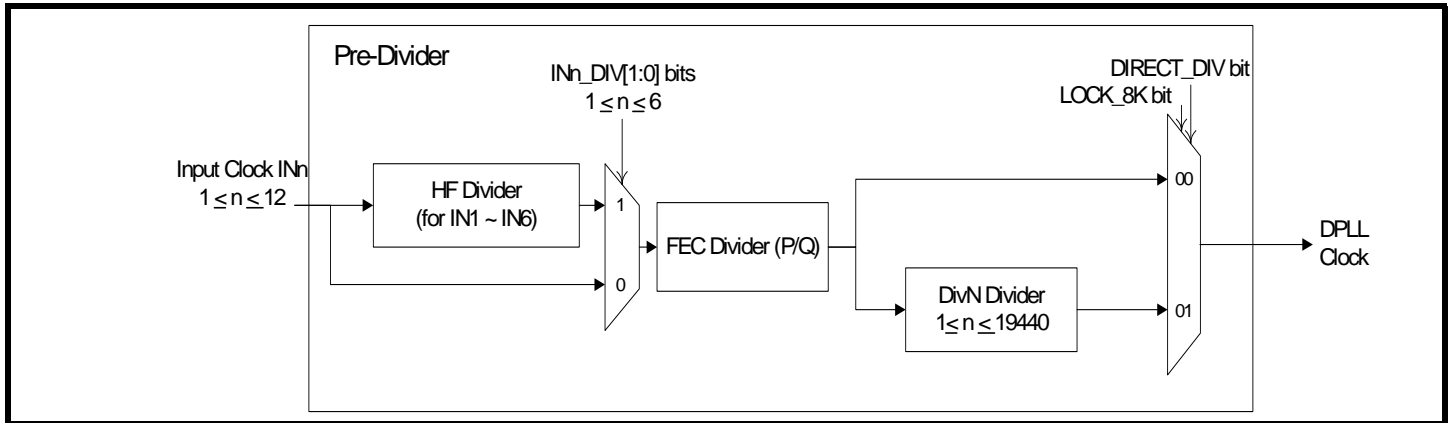 Pre-Divider
INn_DIV[1:0] bits
1 ≤ n ≤ 6
DIRECT_DIV bit
LOCK_8K bit
Input Clock INn
1 ≤ n ≤ 12
HF Divider
(for IN1 ~ IN6)
1
0
FEC Divider (P/Q)
00
DivN Divider
1 ≤ n ≤ 19440
01
DPLL
Clock